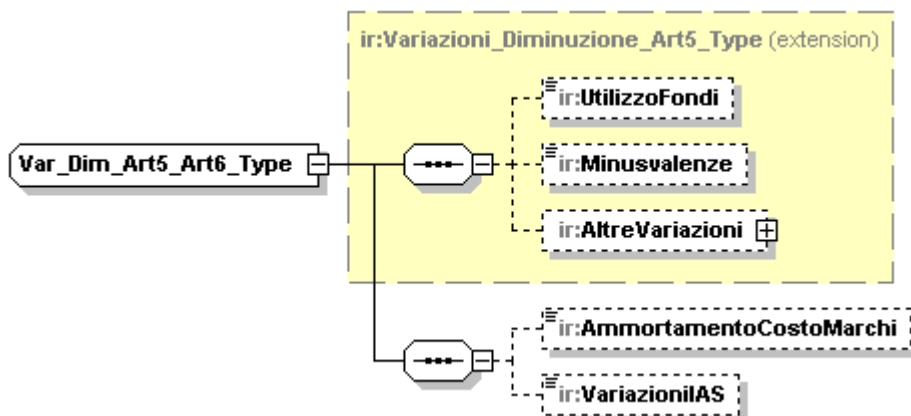 ir:Variazioni_Diminuzione_Art5_Type (extension)
ir:UtilizzoFondi
Var_Dim_Art5_Art6_Type
ir:Minusvalenze
ir:AltreVariazioni
ir:AmmortamentoCostoMarchi
ir:VariazioniIAS